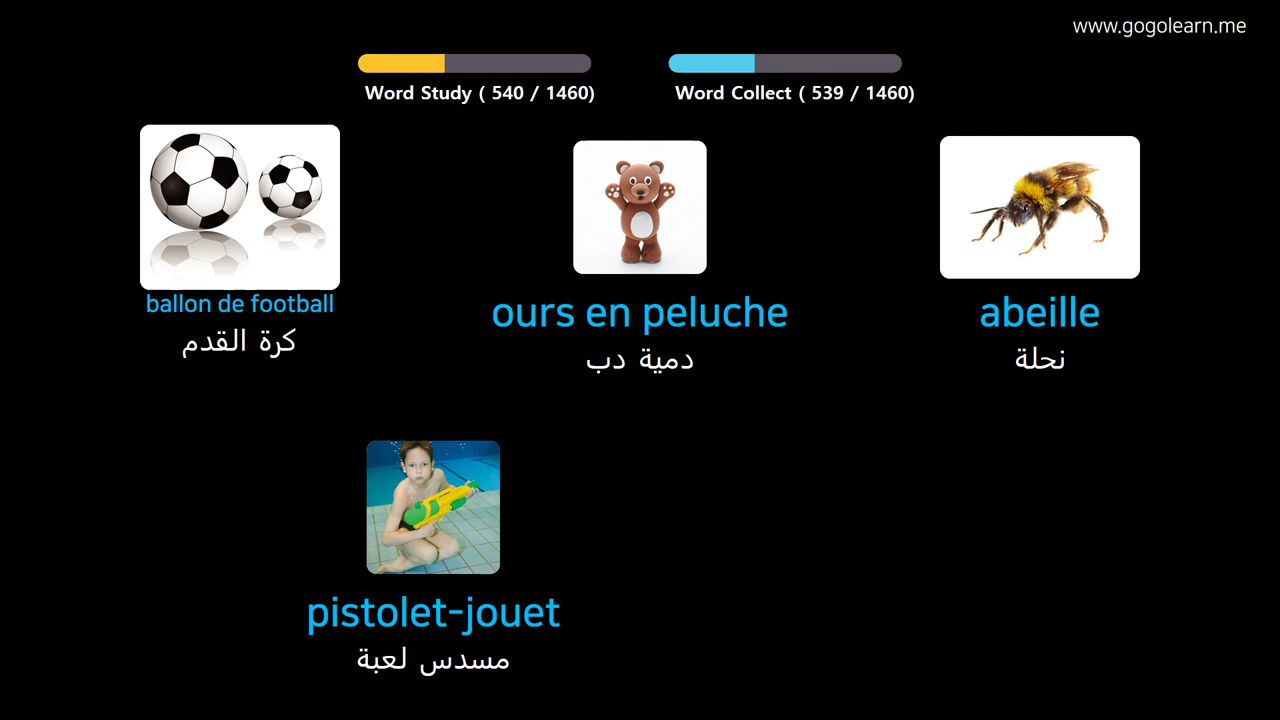 www.gogolearn.me
Word Study ( 540 / 1460)
Word Collect ( 539 / 1460)
ballon de football
كرة القدم
ours en peluche
دمية دب
abeille
نحلة
pistolet-jouet
مسدس لعبة